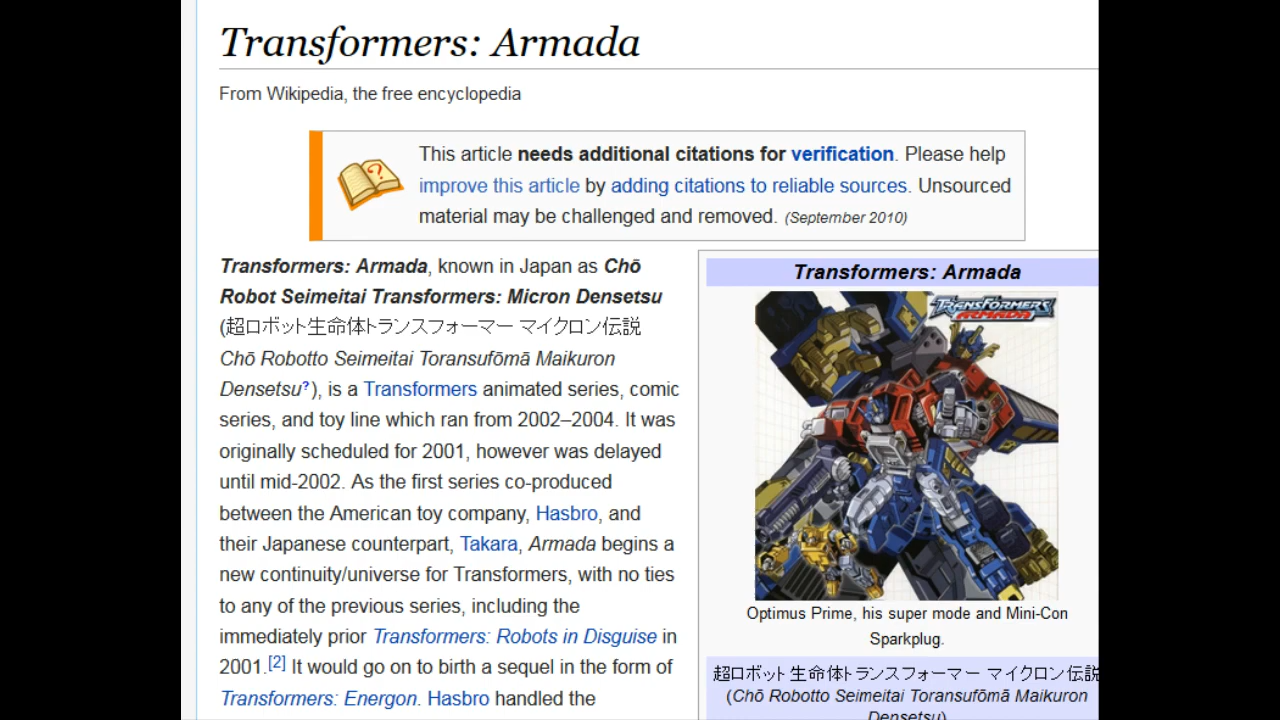 Transformers: Armada
From Wikipedia, the free encyclopedia
This article needs additional citations for verification. Please help
improve this article by adding citations to reliable sources. Unsourced
material may be challenged and removed. (September 2010)
Transformers: Armada, known in Japan as Chō
Robot Seimeitai Transformers: Micron Densetsu
(超ロボット生命体トランスフォーマー マイクロン伝説
Chō Robotto Seimeitai Toransufōmā Maikuron
Densetsu?), is a Transformers animated series, comic
series, and toy line which ran from 2002–2004. It was
originally scheduled for 2001, however was delayed
until mid-2002. As the first series co-produced
between the American toy company, Hasbro, and
their Japanese counterpart, Takara, Armada begins a
new continuity/universe for Transformers, with no ties
to any of the previous series, including the
immediately prior Transformers: Robots in Disguise in
2001.[2] It would go on to birth a sequel in the form of
Transformers: Energon. Hasbro handled the
Transformers: Armada
TRANSFORMERS
ARMADA
Optimus Prime, his super mode and Mini-Con
Sparkplug.
超ロボット生命体トランスフォーマー マイクロン伝説
(Chō Robotto Seimeitai Toransufōmā Maikuron
Densetsu)